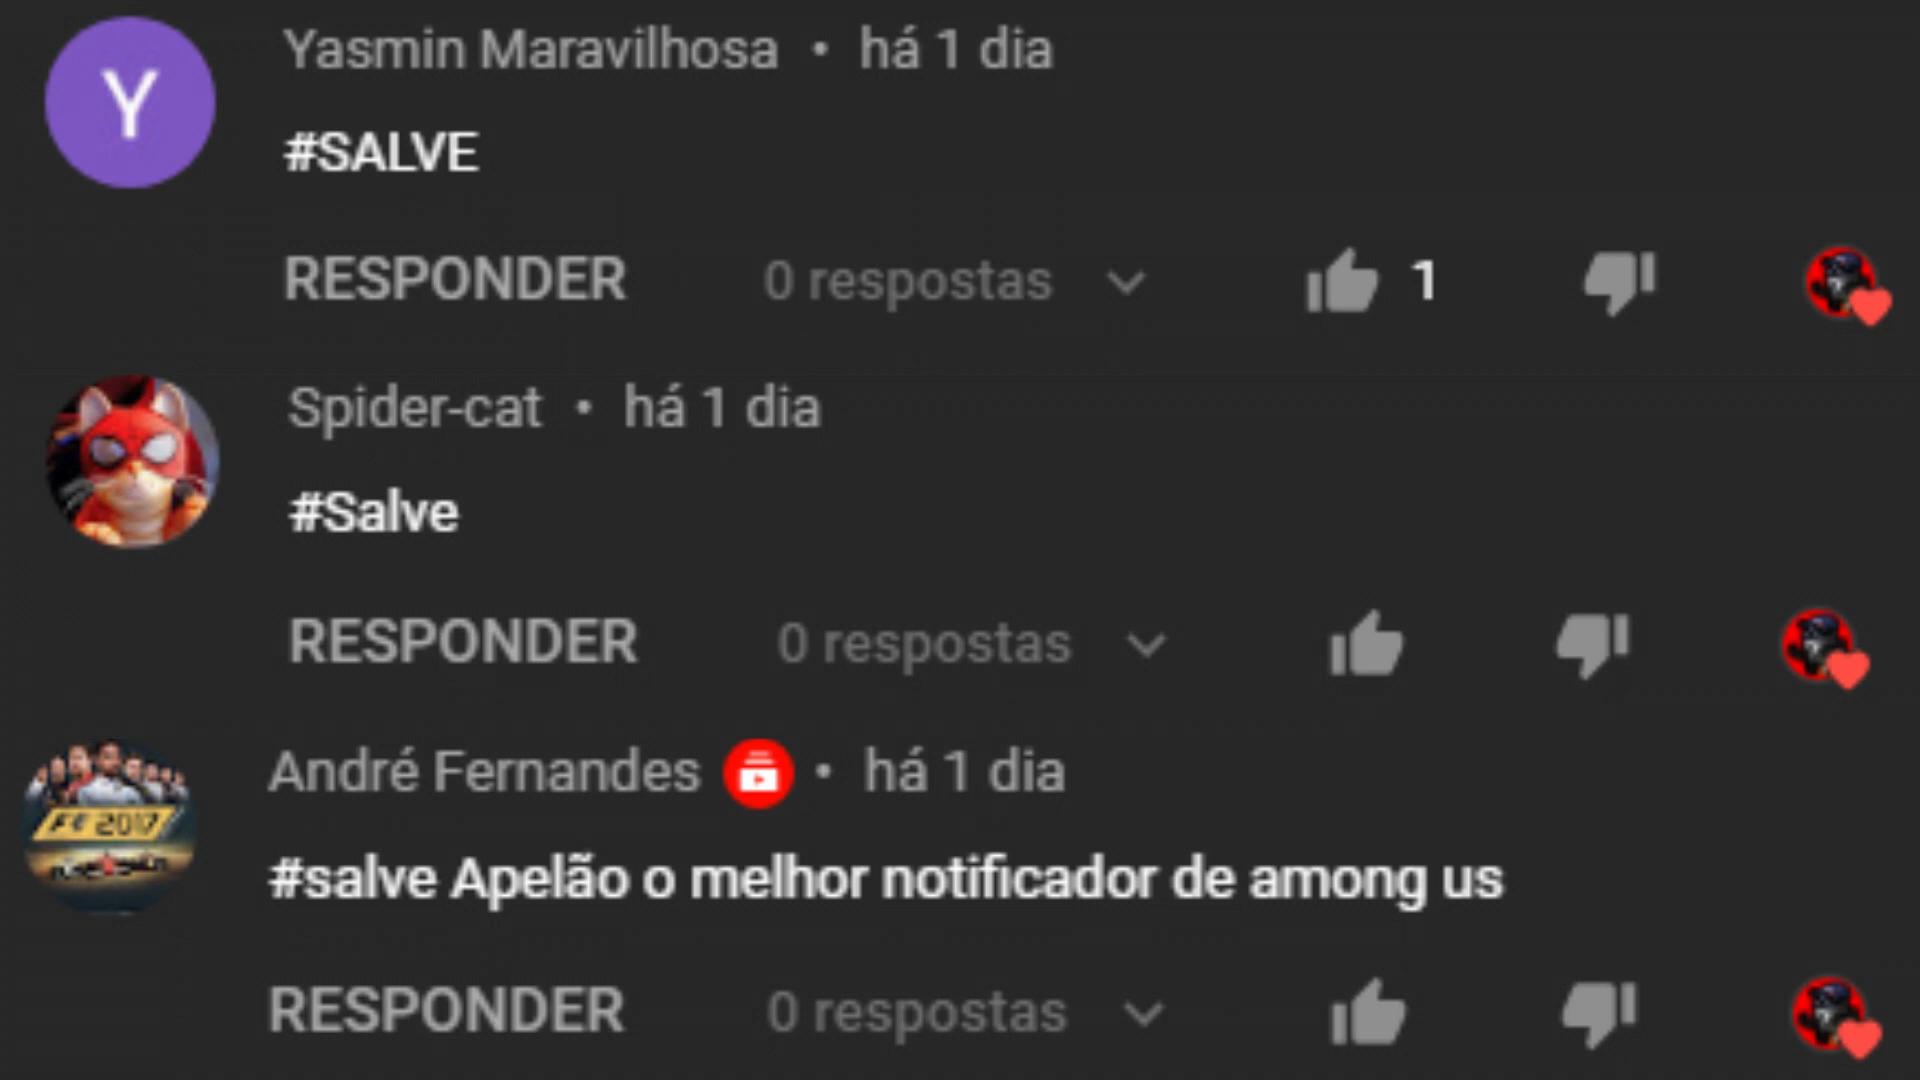 Y
Yasmin Maravilhosa • há 1 dia
#SALVE
RESPONDER 0 respostas 1
Spider-cat • há 1 dia
#Salve
RESPONDER 0 respostas
André Fernandes • há 1 dia
2017
#salve Apelão o melhor notificador de among us
RESPONDER 0 respostas